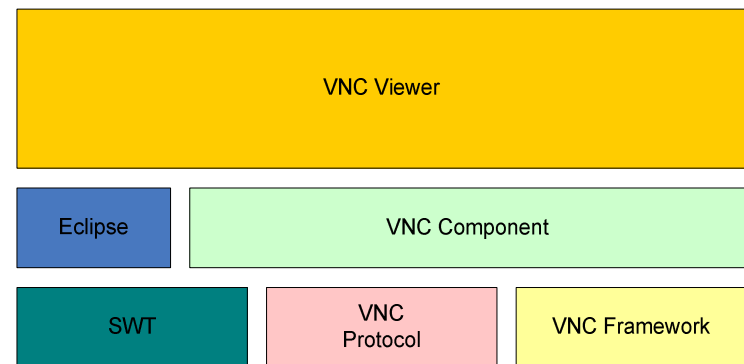 VNC Viewer
Eclipse
VNC Component
SWT
VNC
Protocol
VNC Framework